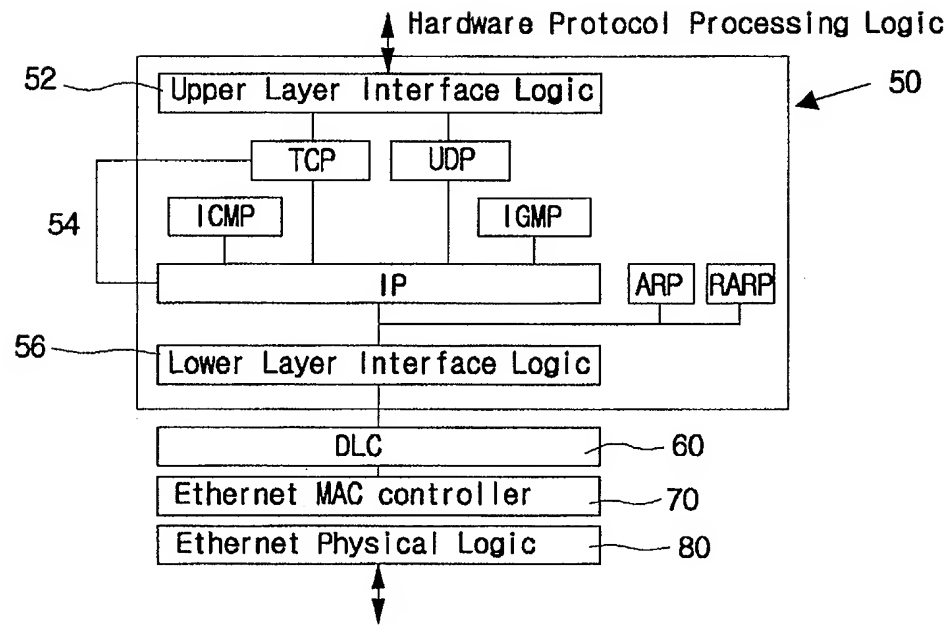 Hardware Protocol Processing Logic
52
Upper Layer Interface Logic
50
TCP
UDP
54
ICMP
IGMP
IP
ARP
RARP
56
Lower Layer Interface Logic
DLC
60
Ethernet MAC controller
70
Ethernet Physical Logic
80